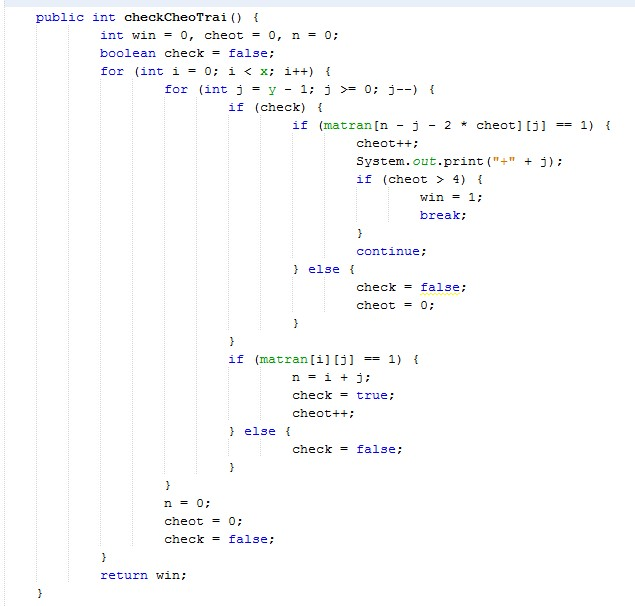 public int checkCheoTrai() {
int win = 0, cheot = 0, n = 0;
boolean check = false;
for (int i = 0; i < x; i++) {
for (int j = y - 1; j >= 0; j--) {
if (check) {
if (matran[n - j - 2 * cheot][j] == 1) {
cheot++;
System.out.print("+" + j);
if (cheot > 4) {
win = 1;
break;
}
continue;
} else {
check = false;
cheot = 0;
}
}
if (matran[i][j] == 1) {
n = i + j;
check = true;
cheot++;
} else {
check = false;
}
}
n = 0;
cheot = 0;
check = false;
}
return win;
}